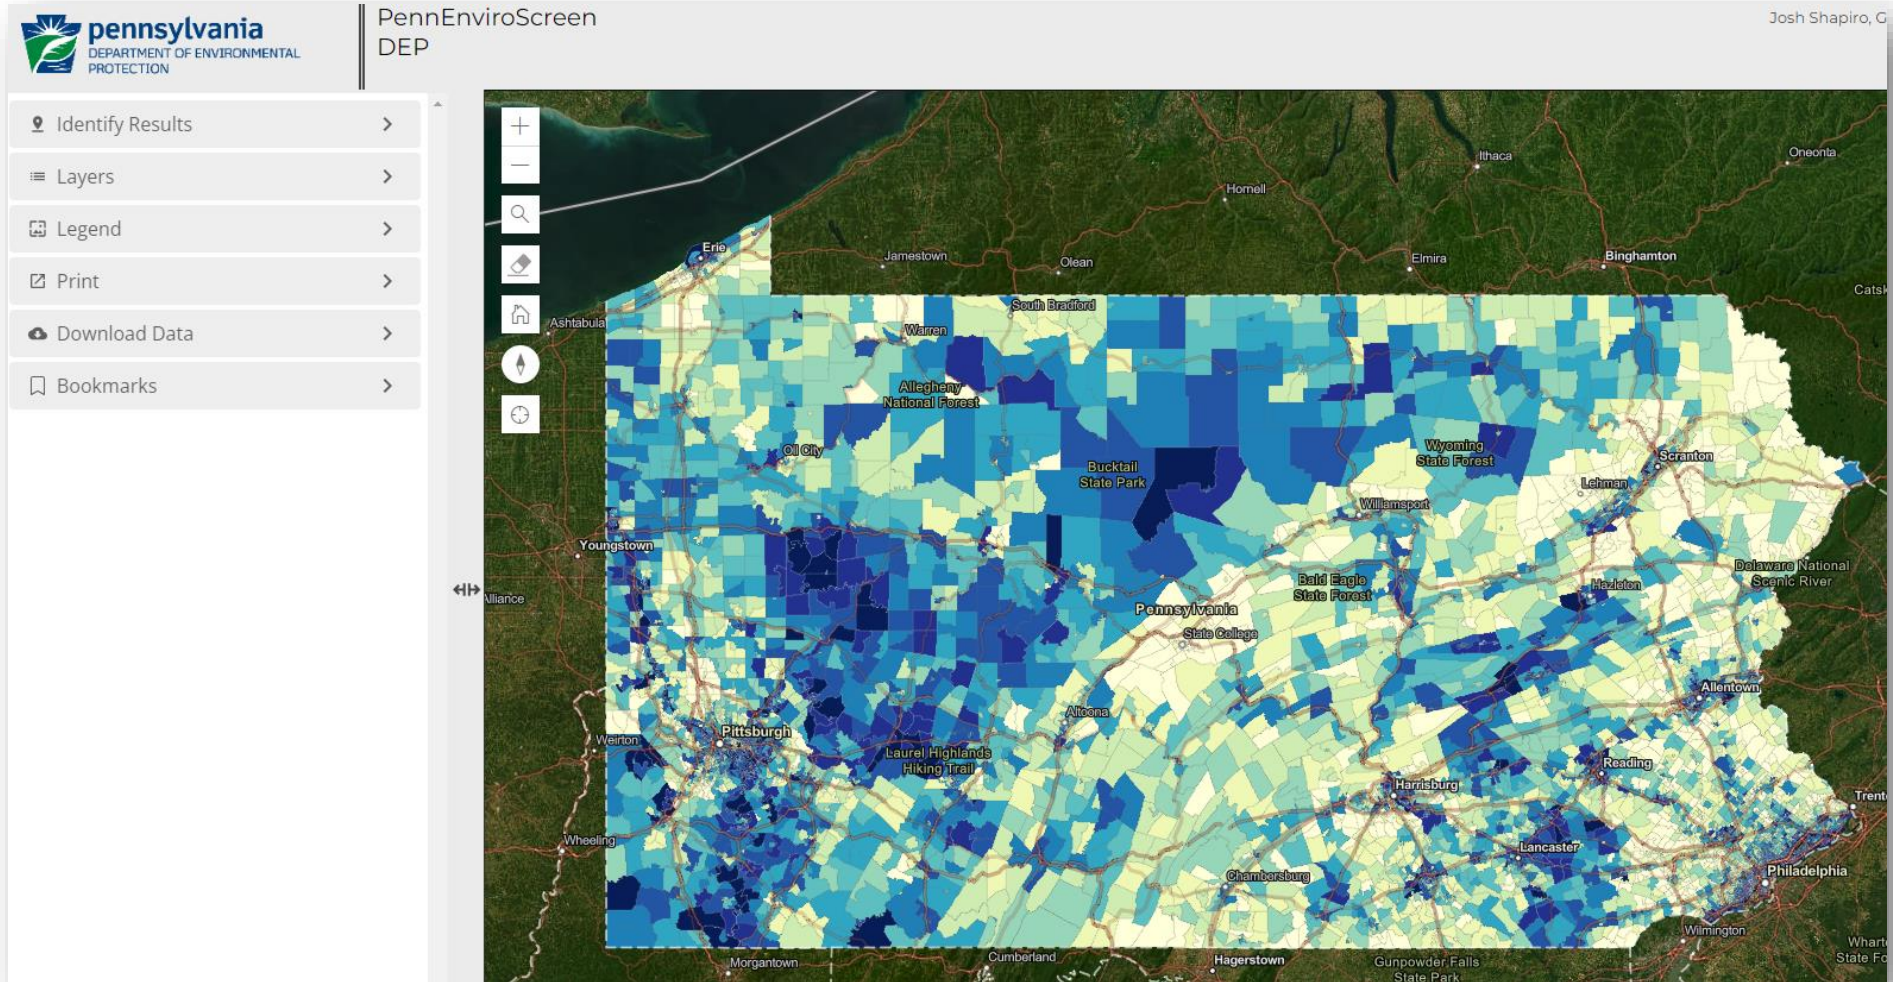 pennsylvania
DEPARTMENT OF ENVIRONMENTAL
PROTECTION
PennEnviroScreen
DEP
Josh Shapiro, G
Identify Results
Layers
Legend
Print
Download Data
Bookmarks
Ithaca
Oneonta
Hornell
Erie
Jamestown
Olean
Elmira
Binghamton
Catsk
Ashtabula
South Bradford
Warren
Allegheny
National Forest
Oil City
Bucktail
State Park
Wyoming
State Forest
Scranton
Lehman
Williamsport
Youngstown
Alliance
Bald Eagle
State Forest
Delaware National
Scenic River
Hazleton
Pennsylvania
State College
Allentown
Altoona
Pittsburgh
Weirton
Laurel Highlands
Hiking Trail
Reading
Harrisburg
Trent
Wheeling
Lancaster
Philadelphia
Chambersburg
Wilmington
Morgantown
Cumberland
Hagerstown
Gunpowder Falls
State Park
Whart
State Fo